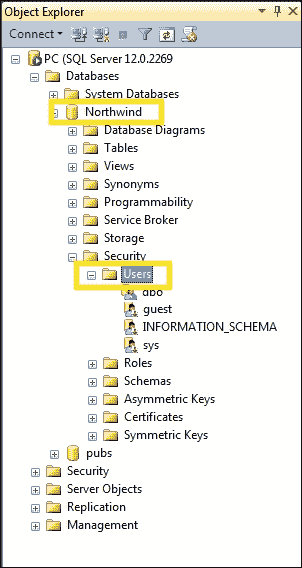 Object Explorer
Connect
PC (SQL Server 12.0.2269
Databases
System Databases
Northwind
Database Diagrams
Tables
Views
Synonyms
Programmability
Service Broker
Storage
Security
Users
dbo
guest
INFORMATION_SCHEMA
sys
Roles
Schemas
Asymmetric Keys
Certificates
Symmetric Keys
pubs
Security
Server Objects
Replication
Management